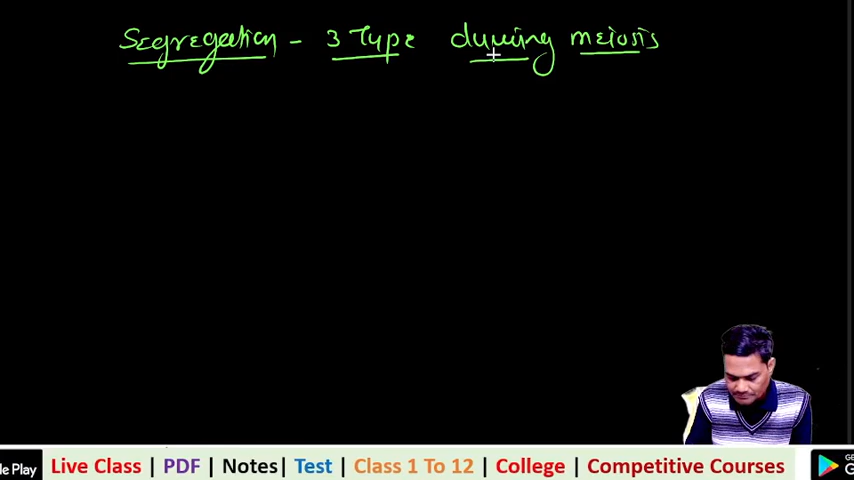 Segregation - 3 Type during meiosis
le Play Live Class | PDF | Notes| Test | Class 1 To 12 | College | Competitive Courses GE
G